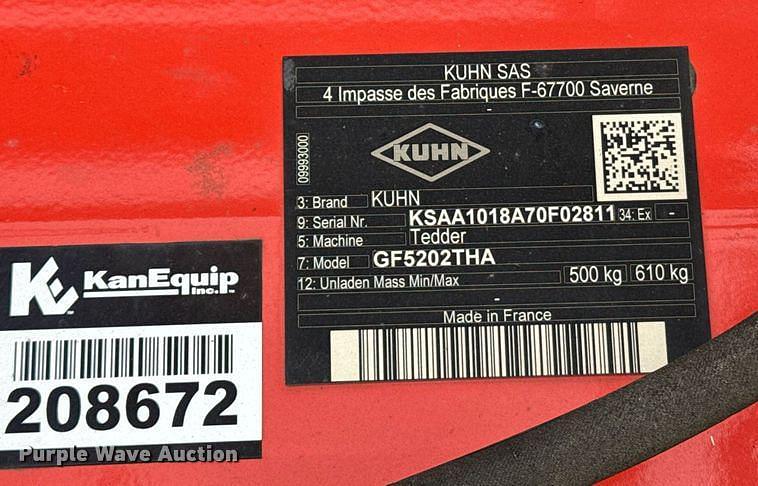 KUHN SAS
4 Impasse des Fabriques F-67700 Saverne
-
09993000
KUHN
3: Brand KUHN
9: Serial Nr. KSAA1018A70F02811 34: Ex -
5: Machine Tedder
7: Model GF5202THA
12: Unladen Mass Min/Max 500 kg 610 kg
-
Made in France
KanEquip
Inc.™
208672
Purple Wave Auction